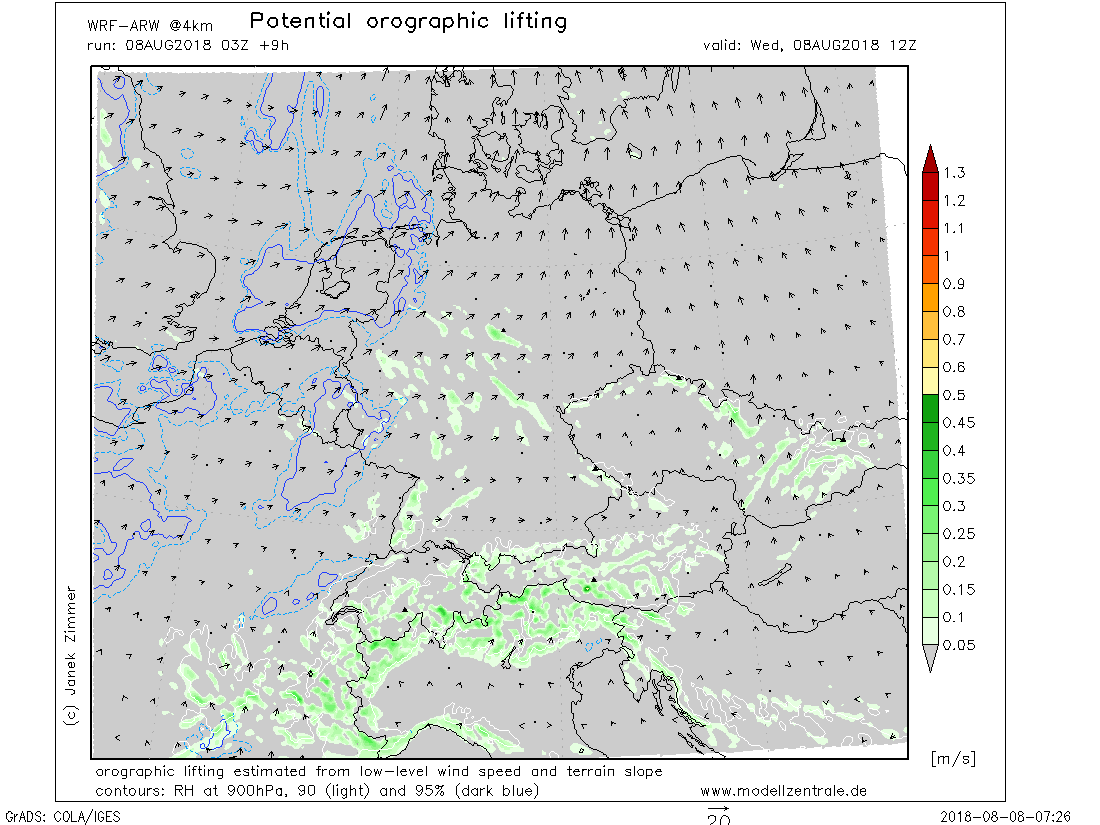 WRF-ARW @4km
Potential orographic lifting
run: 08AUG2018 03Z +9h
valid: Wed, 08AUG2018 12Z
1.3
1.2
1.1
1
0.9
0.8
0.7
0.6
0.5
0.45
0.4
0.35
0.3
0.25
0.2
0.15
0.1
0.05
[m/s]
(c) Janek Zimmer
orographic lifting estimated from low-level wind speed and terrain slope
contours: RH at 900hPa, 90 (light) and 95% (dark blue)
www.modellzentrale.de
20
GrADS: COLA/IGES
2018-08-08-07:26